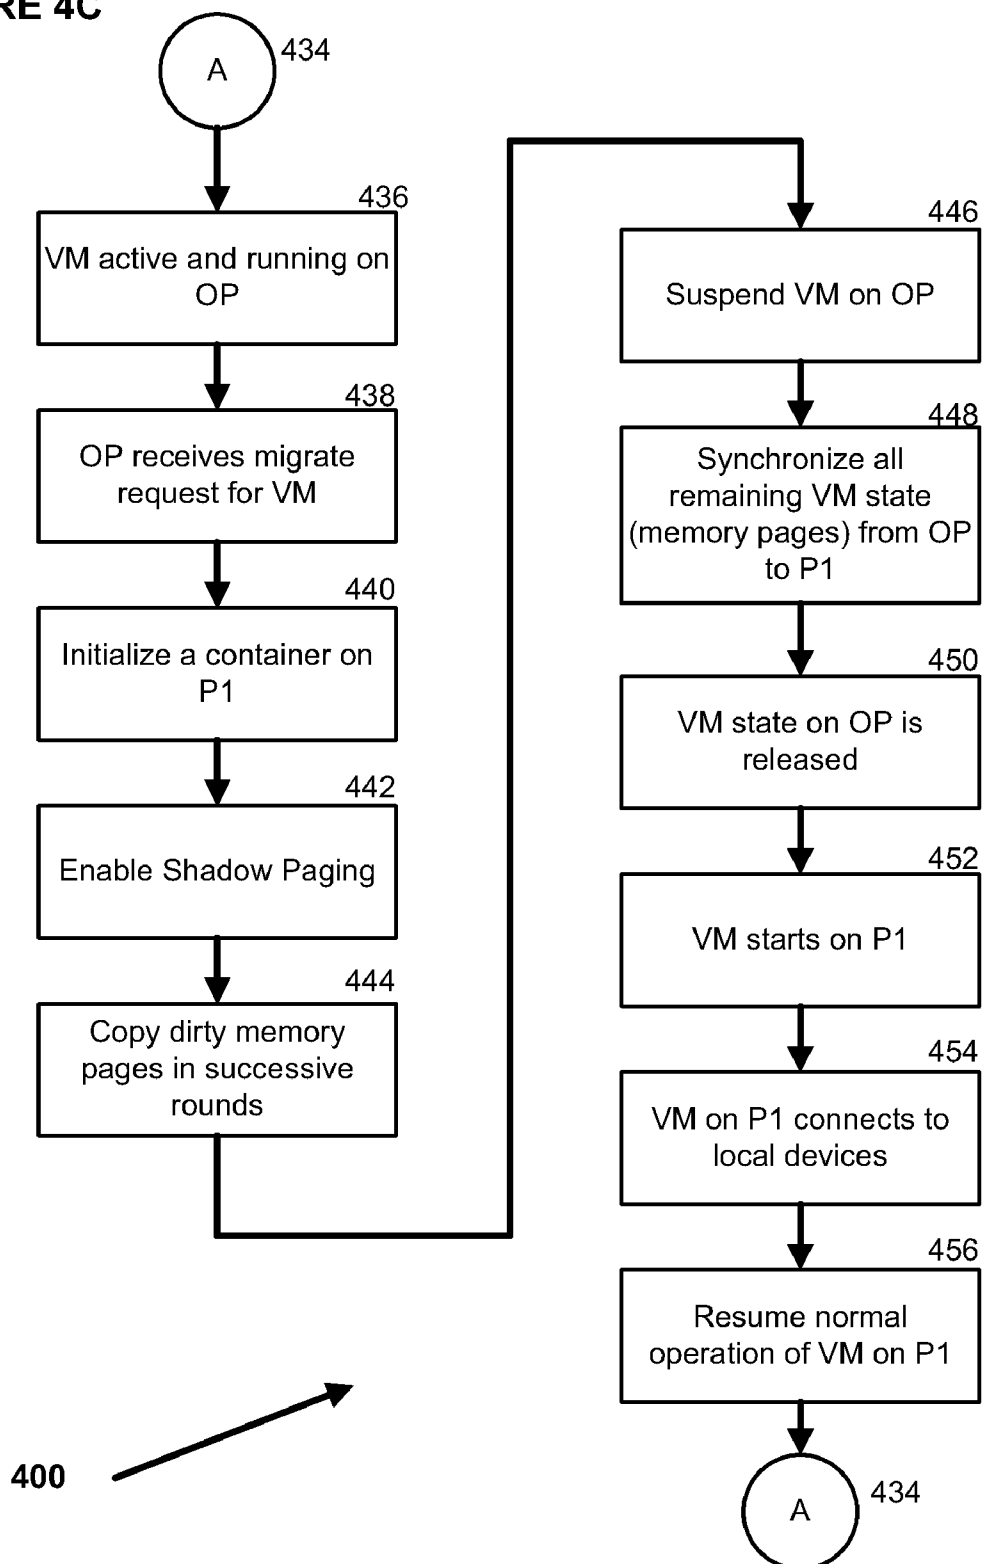 RE 4C
A
434
436
VM active and running on
OP
438
OP receives migrate
request for VM
440
Initialize a container on
P1
442
Enable Shadow Paging
444
Copy dirty memory
pages in successive
rounds
446
Suspend VM on OP
448
Synchronize all
remaining VM state
(memory pages) from OP
to P1
450
VM state on OP is
released
452
VM starts on P1
454
VM on P1 connects to
local devices
456
Resume normal
operation of VM on P1
A
434
400